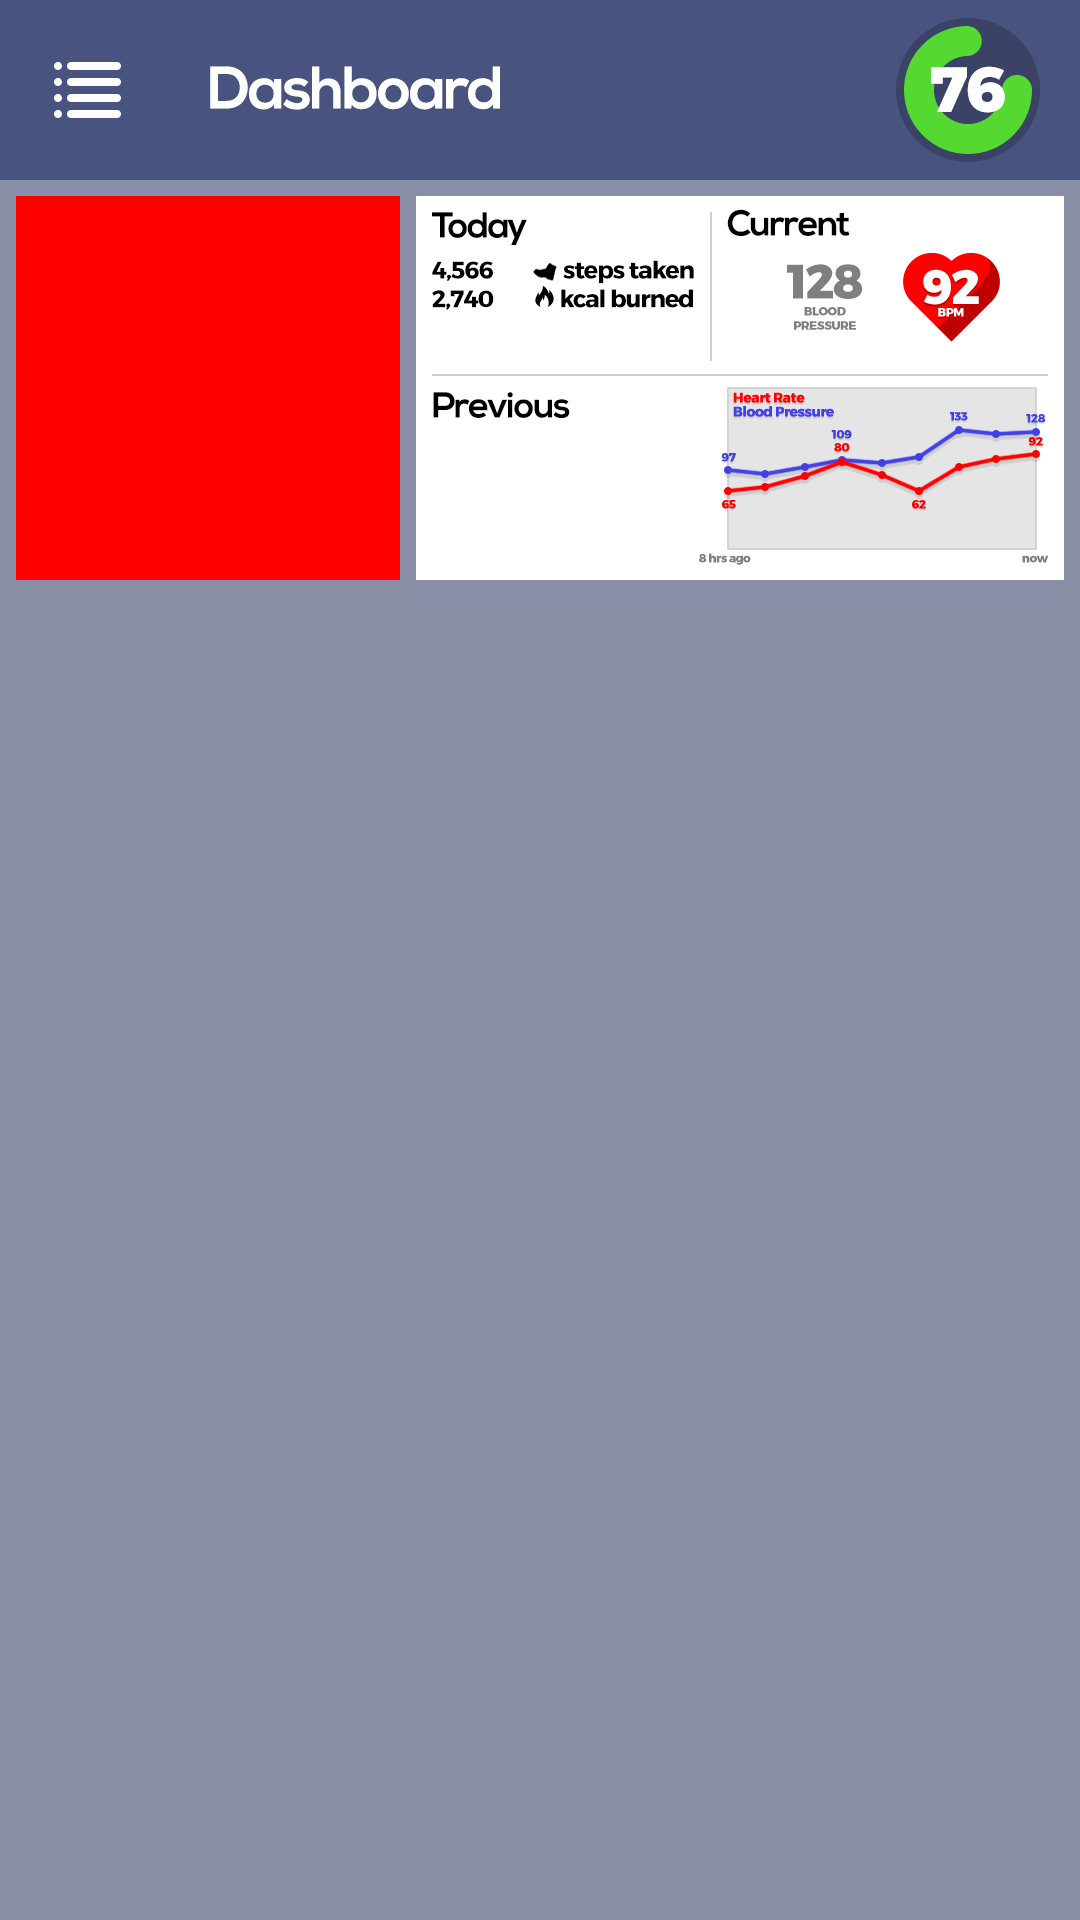 Dashboard
76
Today
4,566 steps taken
2,740 kcal burned
Current
128
BLOOD
PRESSURE
92
BPM
Previous
Heart Rate
Blood Pressure
133
128
109
92
80
97
65
62
8 hrs ago
now